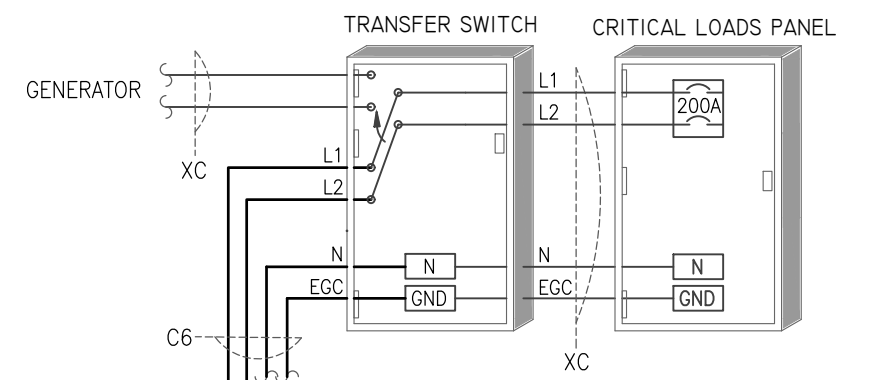 TRANSFER SWITCH
CRITICAL LOADS PANEL
GENERATOR
XC
L1
L2
N
EGC
N
GND
C6
L1
L2
N
EGC
XC
200A
N
GND